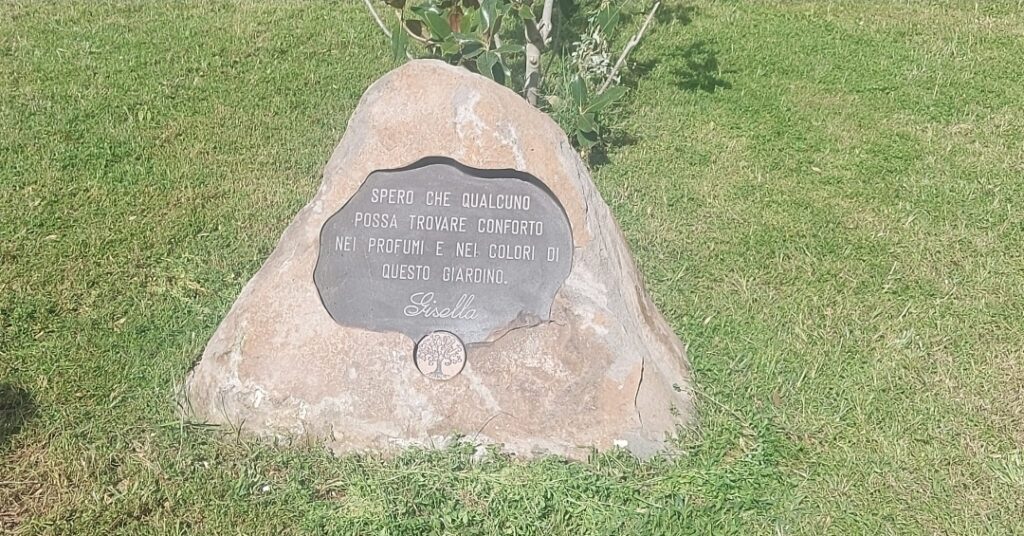 SPERO CHE QUALCUNO
POSSA TROVARE CONFORTO
NEI PROFUMI E NEI COLORI DI
QUESTO GIARDINO.
Gisella